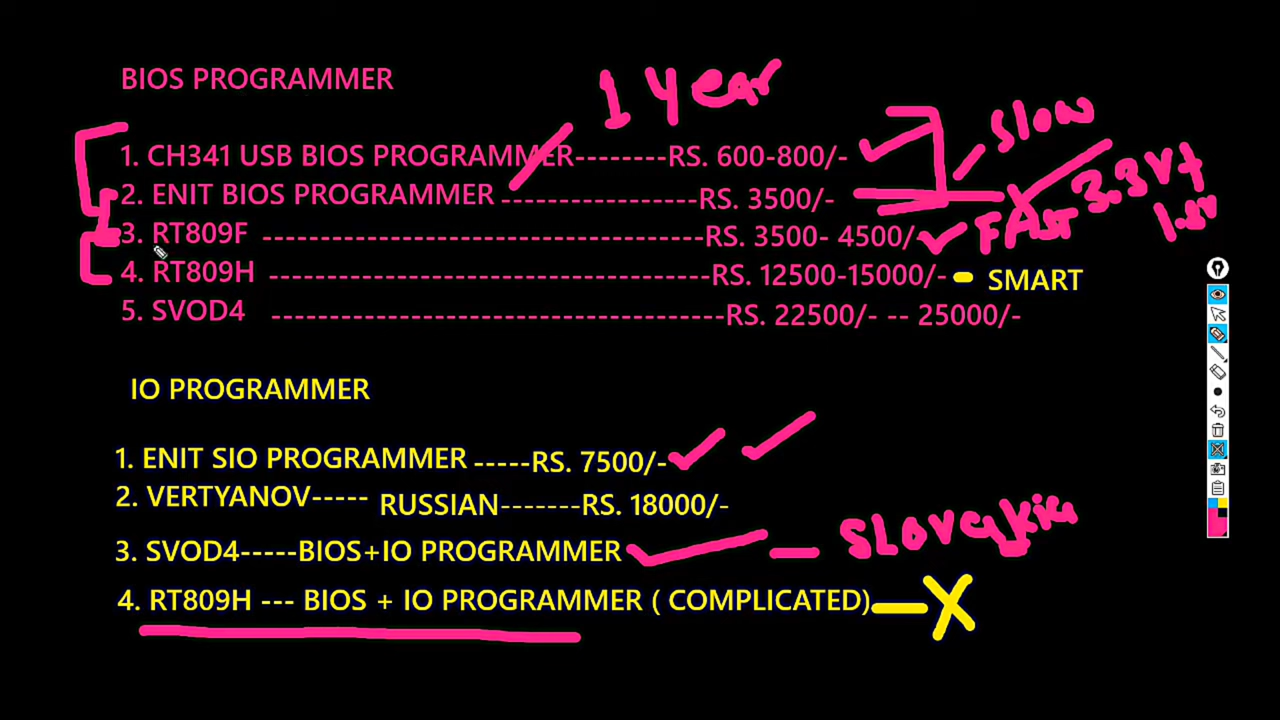 BIOS PROGRAMMER
1 Year
1. CH341 USB BIOS PROGRAMMER--------RS. 600-800/-
Slow
2. ENIT BIOS PROGRAMMER -----------------RS. 3500/-
3.3V+
1.8V
3. RT809F --------------------------------------RS. 3500- 4500/-
FAST
4. RT809H --------------------------------------RS. 12500-15000/- - SMART
5. SVOD4 ---------------------------------------RS. 22500/- -- 25000/-
IO PROGRAMMER
1. ENIT SIO PROGRAMMER -----RS. 7500/-
2. VERTYANOV----- RUSSIAN-------RS. 18000/-
3. SVOD4-----BIOS+IO PROGRAMMER
- Slovakia
4. RT809H --- BIOS + IO PROGRAMMER ( COMPLICATED)- X